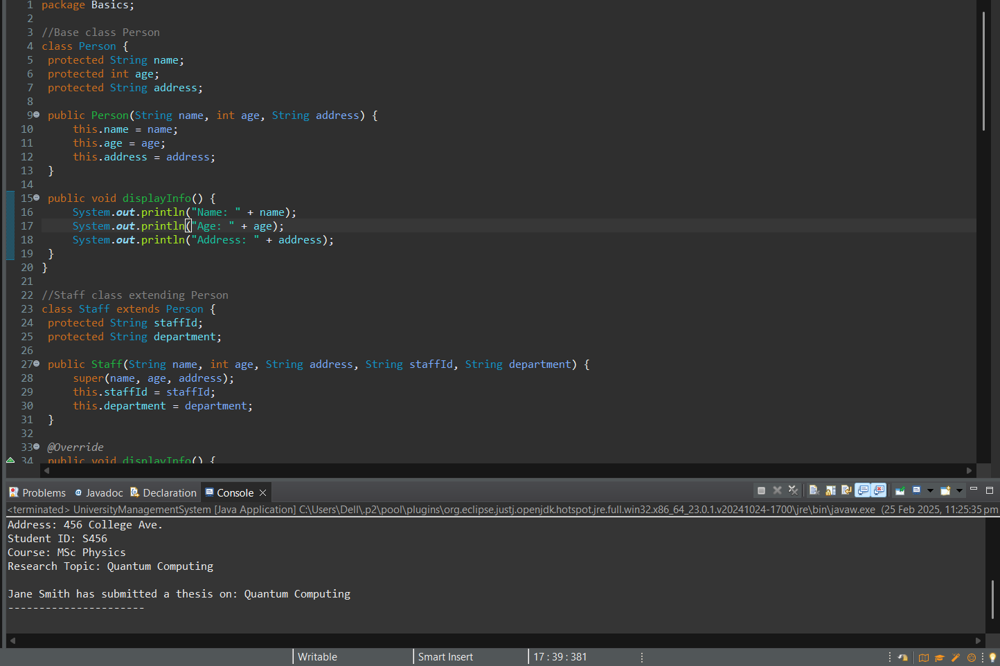 1 package Basics;
2
3 //Base class Person
4 class Person {
5 protected String name;
6 protected int age;
7 protected String address;
8
9 public Person(String name, int age, String address) {
10 this.name = name;
11 this.age = age;
12 this.address = address;
13 }
14
15 public void displayInfo() {
16 System.out.println("Name: " + name);
17 System.out.println("Age: " + age);
18 System.out.println("Address: " + address);
19 }
20 }
21
22 //Staff class extending Person
23 class Staff extends Person {
24 protected String staffId;
25 protected String department;
26
27 public Staff(String name, int age, String address, String staffId, String department) {
28 super(name, age, address);
29 this.staffId = staffId;
30 this.department = department;
31 }
32
33 @Override
34 public void displayInfo() {
Problems @ Javadoc Declaration Console
<terminated> UniversityManagementSystem [Java Application] C:\Users\Dell\.p2\pool\plugins\org.eclipse.justj.openjdk.hotspot.jre.full.win32.x86_64_23.0.1.v20241024-1700\jre\bin\javaw.exe (25 Feb 2025, 11:25:35 pm
Address: 456 College Ave.
Student ID: S456
Course: MSc Physics
Research Topic: Quantum Computing

Jane Smith has submitted a thesis on: Quantum Computing
----------------------
Writable Smart Insert 17 : 39 : 381